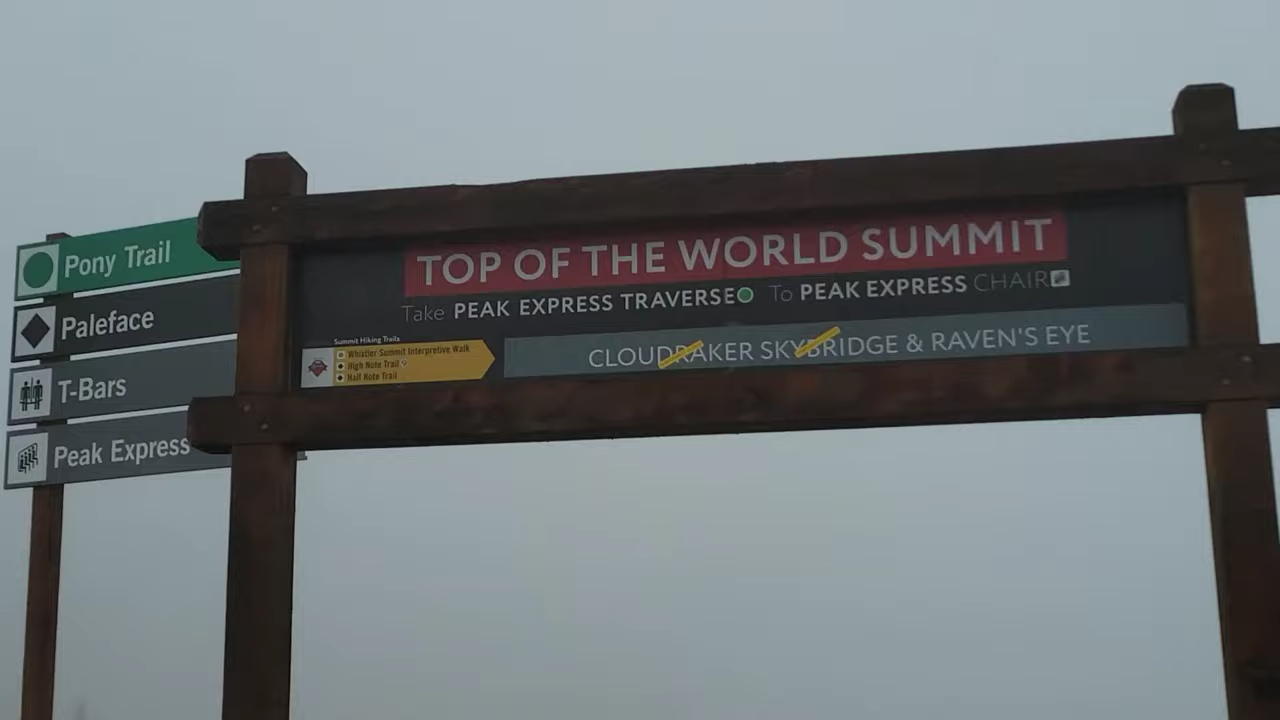 Pony Trail
Paleface
T-Bars
Peak Express
TOP OF THE WORLD SUMMIT
Take PEAK EXPRESS TRAVERSE To PEAK EXPRESS CHAIR
Summit Hiking Trails
Whistler Summit Interpretive Walk
High Note Trail
Half Note Trail
CLOUDRAKER SKYBRIDGE & RAVEN'S EYE